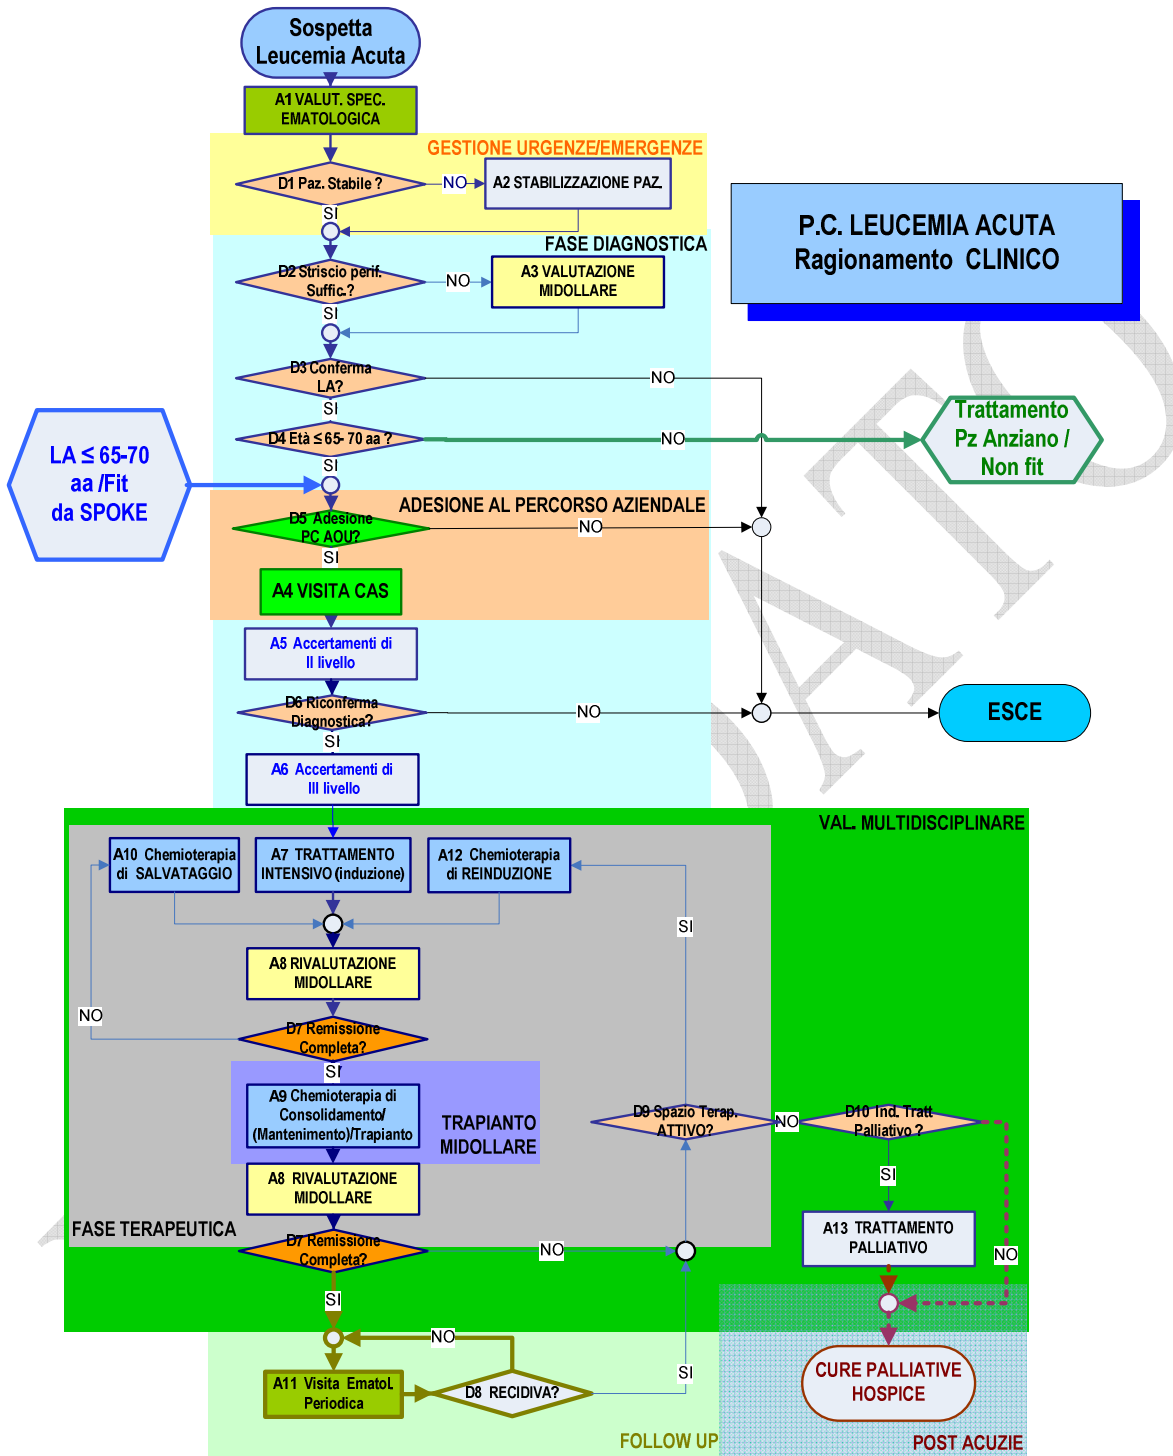 Sospetta
Leucemia Acuta
A1 VALUT. SPEC.
EMATOLOGICA
GESTIONE URGENZE/EMERGENZE
D1 Paz. Stabile ?
NO
A2 STABILIZZAZIONE PAZ.
SI
P.C. LEUCEMIA ACUTA
Ragionamento CLINICO
FASE DIAGNOSTICA
D2 Striscio perif.
Suffic.?
NO
A3 VALUTAZIONE
MIDOLLARE
SI
D3 Conferma
LA?
NO
SI
D4 Età ≤ 65- 70 aa ?
NO
Trattamento
Pz Anziano /
Non fit
SI
LA ≤ 65-70
aa /Fit
da SPOKE
ADESIONE AL PERCORSO AZIENDALE
D5 Adesione
PC AOU?
NO
SI
A4 VISITA CAS
A5 Accertamenti di
II livello
D6 Riconferma
Diagnostica?
NO
ESCE
SI
A6 Accertamenti di
III livello
VAL. MULTIDISCIPLINARE
A10 Chemioterapia
di SALVATAGGIO
A7 TRATTAMENTO
INTENSIVO (induzione)
A12 Chemioterapia
di REINDUZIONE
SI
A8 RIVALUTAZIONE
MIDOLLARE
NO
D7 Remissione
Completa?
SI
A9 Chemioterapia di
Consolidamento/
(Mantenimento)/Trapianto
TRAPIANTO
MIDOLLARE
D9 Spazio Terap.
ATTIVO?
NO
D10 Ind. Tratt
Palliativo ?
SI
A8 RIVALUTAZIONE
MIDOLLARE
FASE TERAPEUTICA
A13 TRATTAMENTO
PALLIATIVO
NO
D7 Remissione
Completa?
NO
SI
NO
A11 Visita Ematol.
Periodica
D8 RECIDIVA?
SI
CURE PALLIATIVE
HOSPICE
FOLLOW UP
POST ACUZIE